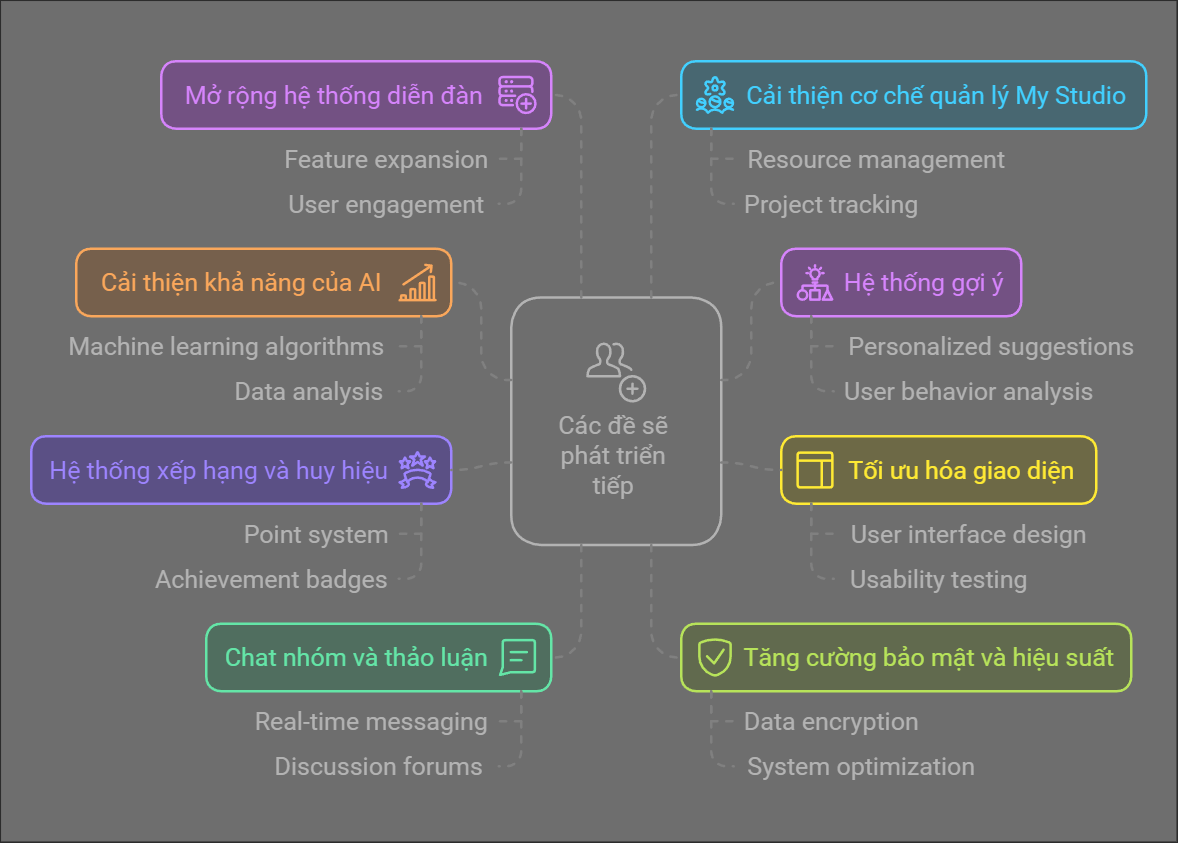 Mở rộng hệ thống diễn đàn
Feature expansion
User engagement
Cải thiện khả năng của AI
Machine learning algorithms
Data analysis
Hệ thống xếp hạng và huy hiệu
Point system
Achievement badges
Chat nhóm và thảo luận
Real-time messaging
Discussion forums
Các đề sẽ
phát triển
tiếp
Cải thiện cơ chế quản lý My Studio
Resource management
Project tracking
Hệ thống gợi ý
Personalized suggestions
User behavior analysis
Tối ưu hóa giao diện
User interface design
Usability testing
Tăng cường bảo mật và hiệu suất
Data encryption
System optimization